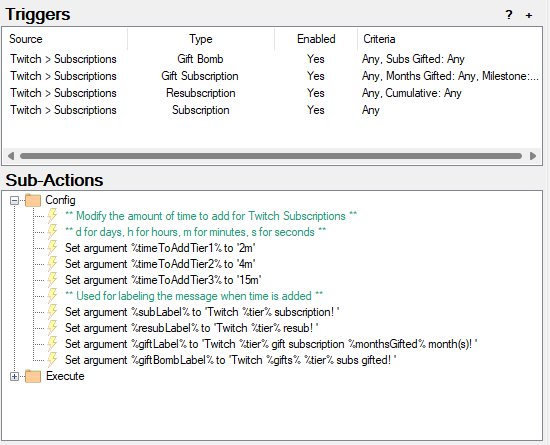 Triggers ? +
Source Type Enabled Criteria
Twitch > Subscriptions Gift Bomb Yes Any, Subs Gifted: Any
Twitch > Subscriptions Gift Subscription Yes Any, Months Gifted: Any, Milestone:...
Twitch > Subscriptions Resubscription Yes Any, Cumulative: Any
Twitch > Subscriptions Subscription Yes Any
Sub-Actions
Config
** Modify the amount of time to add for Twitch Subscriptions **
** d for days, h for hours, m for minutes, s for seconds **
Set argument %timeToAddTier1% to '2m'
Set argument %timeToAddTier2% to '4m'
Set argument %timeToAddTier3% to '15m'
** Used for labeling the message when time is added **
Set argument %subLabel% to 'Twitch %tier% subscription! '
Set argument %resubLabel% to 'Twitch %tier% resub! '
Set argument %giftLabel% to 'Twitch %tier% gift subscription %monthsGifted% month(s)! '
Set argument %giftBombLabel% to 'Twitch %gifts% %tier% subs gifted! '
Execute